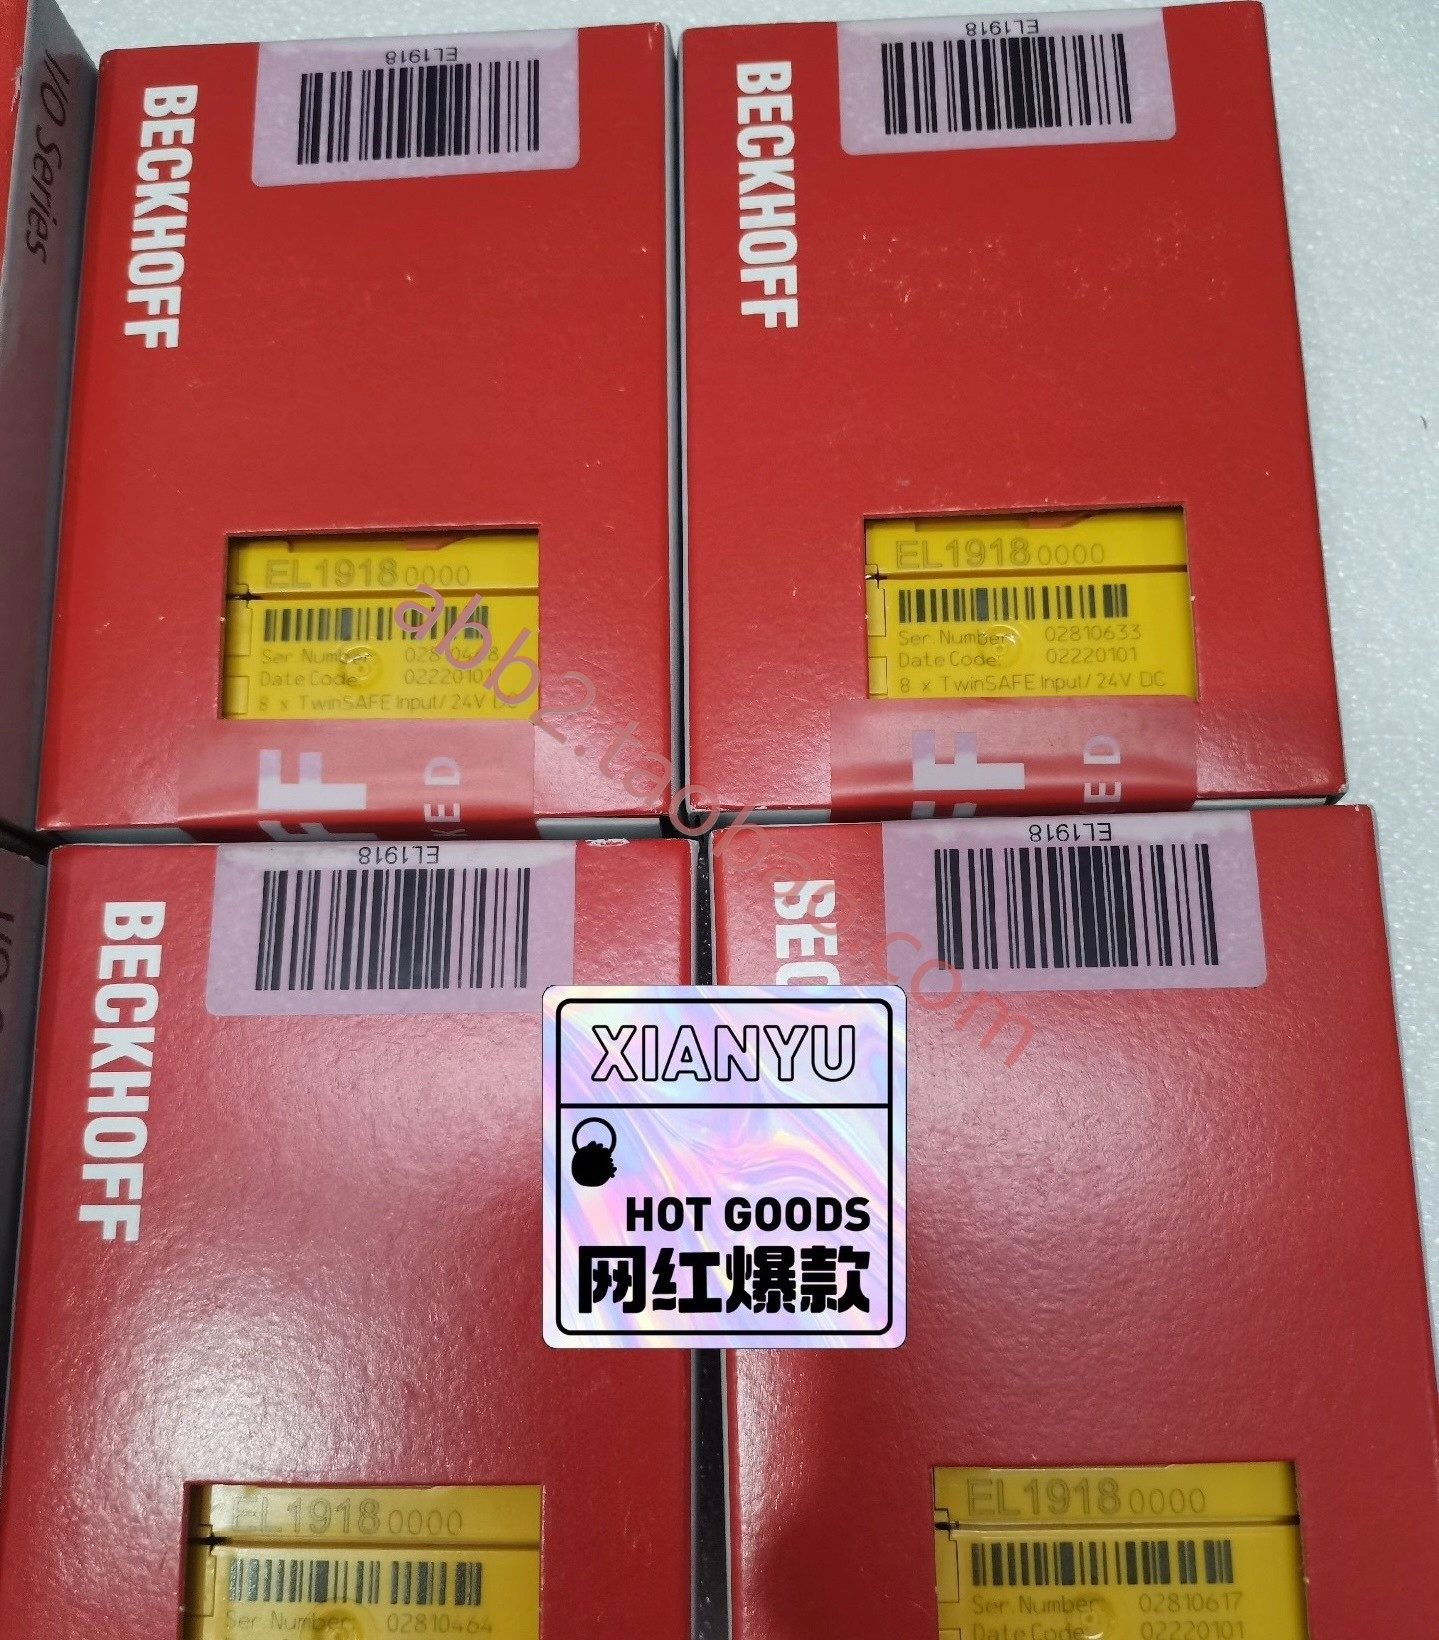 I/O Series
EL1918
BECKHOFF
EL1918 0000
Ser. Number
Date Code
8 x TwinSAFE Input/ 24V DC
EL1918
BECKHOFF
EL1918 0000
Ser. Number 02810633
Date Code 02220101
8 x TwinSAFE Input/ 24V DC
abb2.taobao.com
EL1918
BECKHOFF
EL1918 0000
Ser. Number 02810464
EL1918
EL1918 0000
Ser. Number 02810617
Date Code 02220101
XIANYU
HOT GOODS
网红爆款